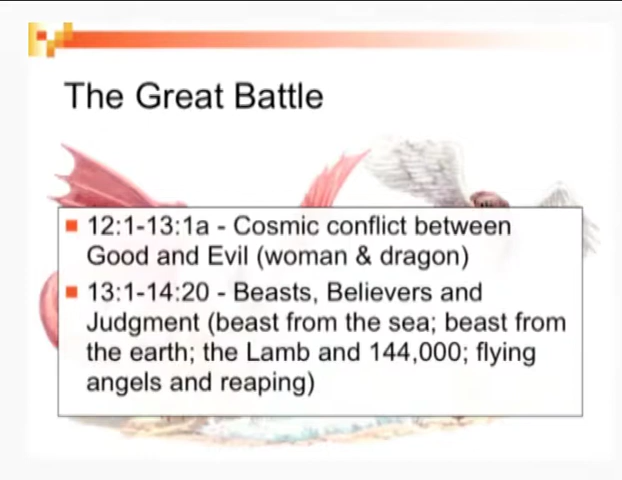 The Great Battle
12:1-13:1a - Cosmic conflict between
Good and Evil (woman & dragon)
13:1-14:20 - Beasts, Believers and
Judgment (beast from the sea; beast from
the earth; the Lamb and 144,000; flying
angels and reaping)